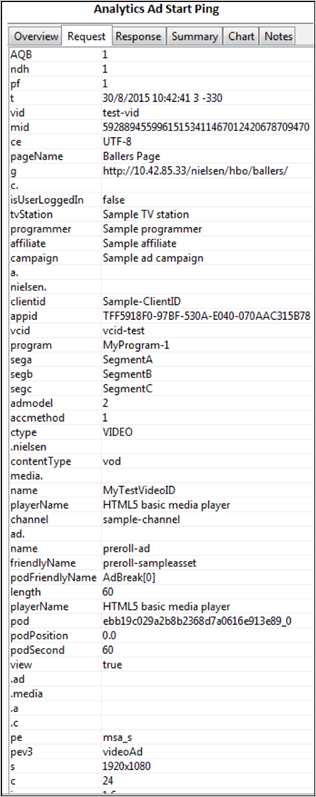 Analytics Ad Start Ping
Overview Request Response Summary Chart Notes
AQB 1
ndh 1
pf 1
t 30/8/2015 10:42:41 3 -330
vid test-vid
mid 59288945599615153411467012420678709470
ce UTF-8
pageName Ballers Page
g http://10.42.85.33/nielsen/hbo/ballers/
c.
isUserLoggedIn false
tvStation Sample TV station
programmer Sample programmer
affiliate Sample affiliate
campaign Sample ad campaign
a.
nielsen.
clientid Sample-ClientID
appid TFF5918F0-97BF-530A-E040-070AAC315B78
vcid vcid-test
program MyProgram-1
sega SegmentA
segb SegmentB
segc SegmentC
admodel 2
accmethod 1
ctype VIDEO
.nielsen
contentType vod
media.
name MyTestVideoID
playerName HTML5 basic media player
channel sample-channel
ad.
name preroll-ad
friendlyName preroll-sampleasset
podFriendlyName AdBreak[0]
length 60
playerName HTML5 basic media player
pod ebb19c029a2b8b2368d7a0616e913e89_0
podPosition 0.0
podSecond 60
view true
.ad
.media
.a
.c
pe msa_s
pev3 videoAd
s 1920x1080
c 24